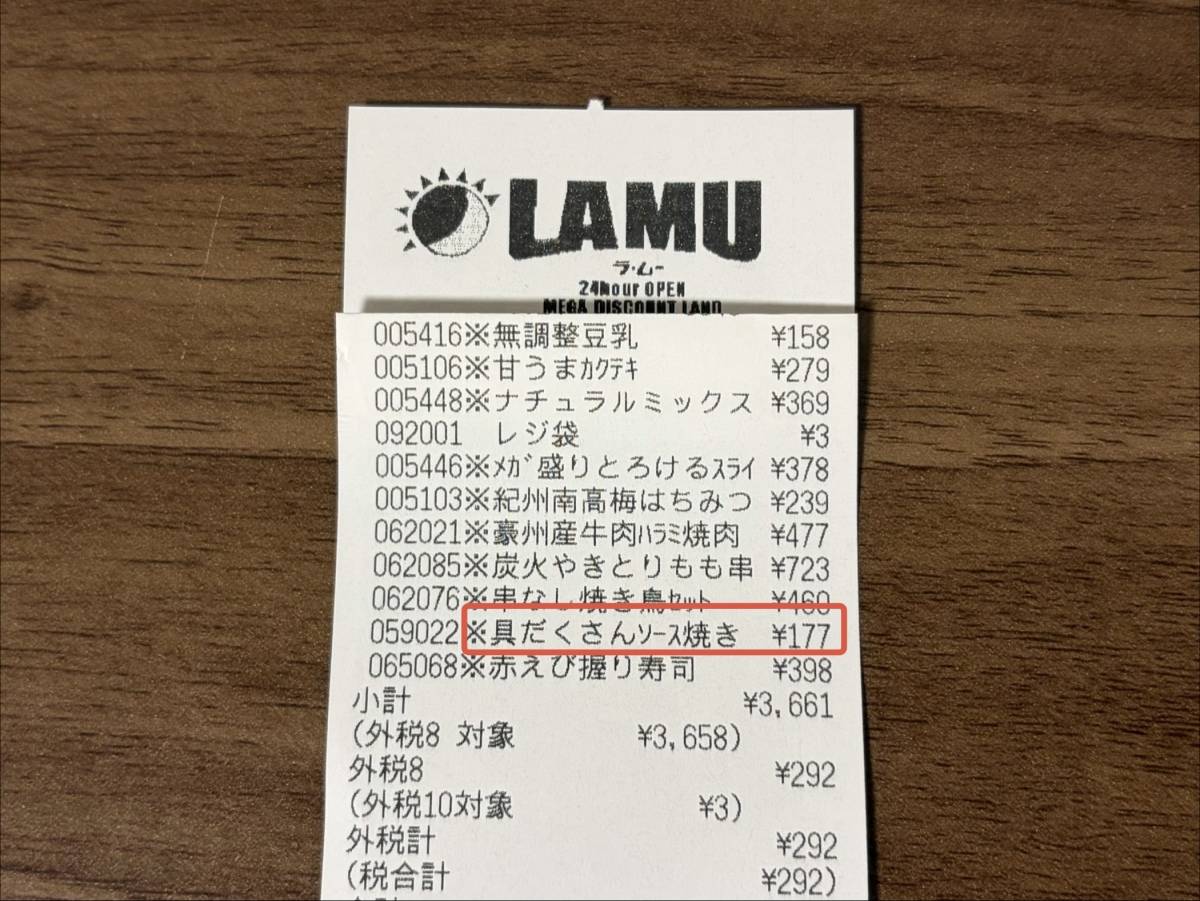 LAMU
ラ・ムー
24Hour OPEN
MEGA DISCOUNT LAND
005416※無調整豆乳 ¥158
005106※甘うまｶｸﾃｷ ¥279
005448※ナチュラルミックス ¥369
092001 レジ袋 ¥3
005446※ﾒｶﾞ盛りとろけるｽﾗｲ ¥378
005103※紀州南高梅はちみつ ¥239
062021※豪州産牛肉ﾊﾗﾐ焼肉 ¥477
062085※炭火やきとりもも串 ¥723
062076※串なし焼き鳥ｾｯﾄ ¥460
059022※具だくさんｿｰｽ焼き ¥177
065068※赤えび握り寿司 ¥398
小計 ¥3,661
(外税8 対象 ¥3,658)
外税8 ¥292
(外税10対象 ¥3)
外税計 ¥292
(税合計 ¥292)